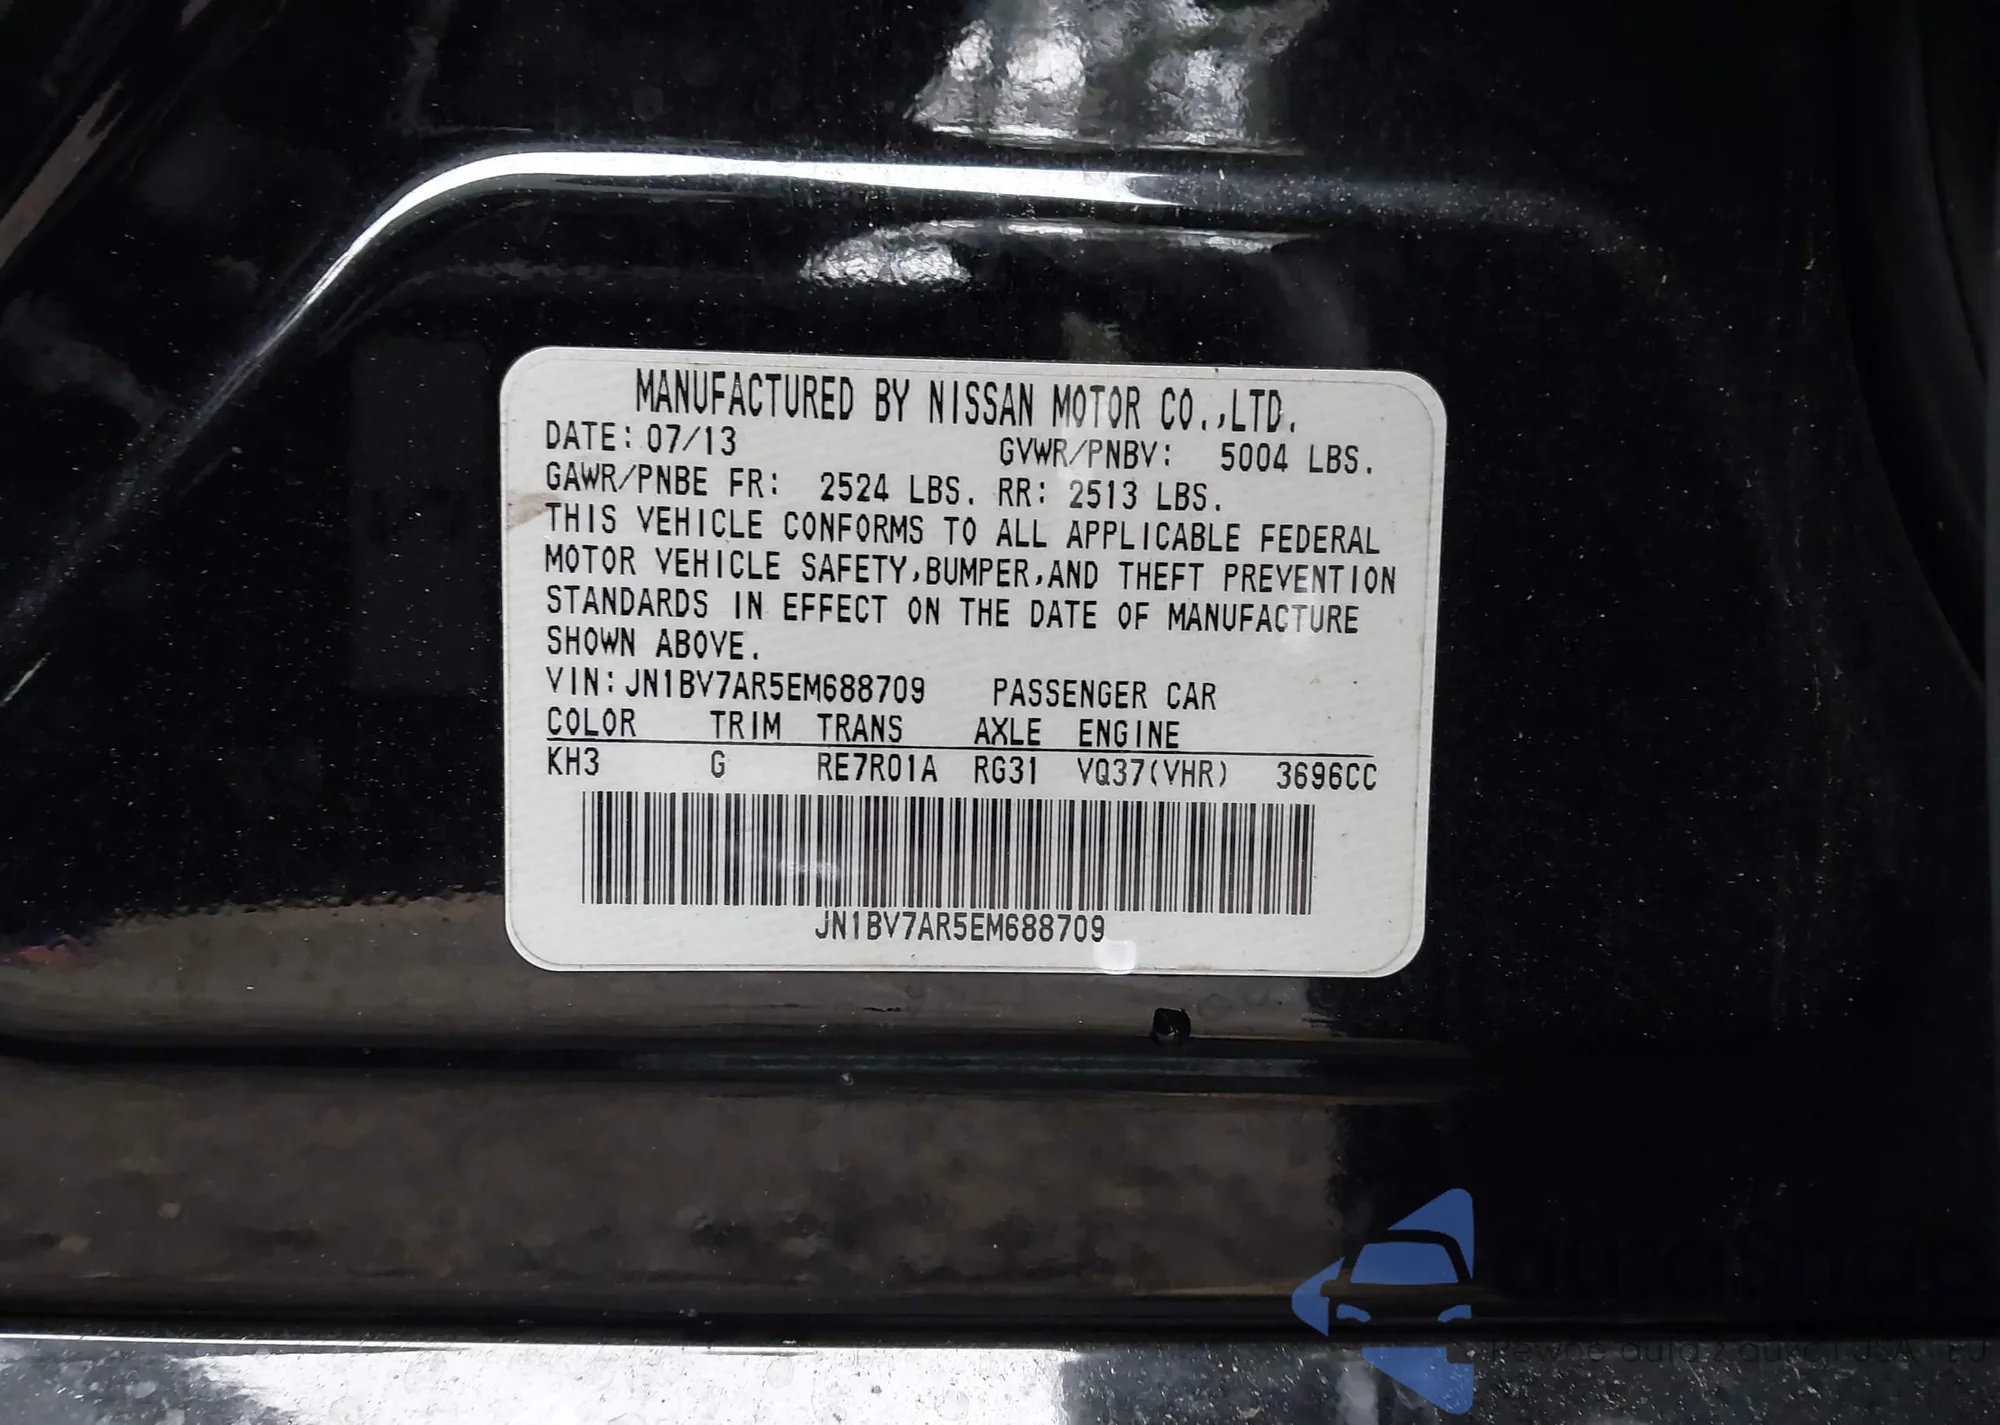 MANUFACTURED BY NISSAN MOTOR CO.,LTD.
DATE: 07/13 GVWR/PNBV: 5004 LBS.
GAWR/PNBE FR: 2524 LBS. RR: 2513 LBS.
THIS VEHICLE CONFORMS TO ALL APPLICABLE FEDERAL
MOTOR VEHICLE SAFETY,BUMPER,AND THEFT PREVENTION
STANDARDS IN EFFECT ON THE DATE OF MANUFACTURE
SHOWN ABOVE.
VIN:JN1BV7AR5EM688709 PASSENGER CAR
COLOR TRIM TRANS AXLE ENGINE
KH3 G RE7R01A RG31 VQ37(VHR) 3696CC
JN1BV7AR5EM688709